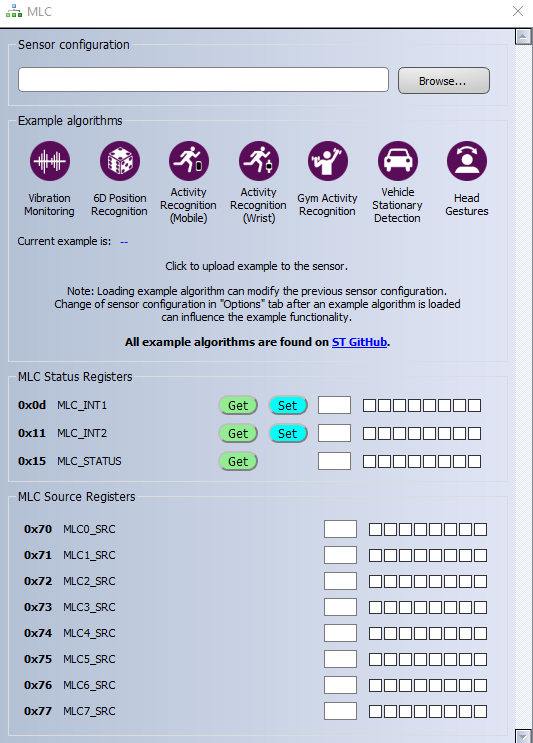 MLC
Sensor configuration
Browse...
Example algorithms
Vibration Monitoring
6D Position Recognition
Activity Recognition (Mobile)
Activity Recognition (Wrist)
Gym Activity Recognition
Vehicle Stationary Detection
Head Gestures
Current example is: --
Click to upload example to the sensor.
Note: Loading example algorithm can modify the previous sensor configuration.
Change of sensor configuration in "Options" tab after an example algorithm is loaded
can influence the example functionality.
All example algorithms are found on ST GitHub.
MLC Status Registers
0x0d MLC_INT1 Get Set
0x11 MLC_INT2 Get Set
0x15 MLC_STATUS Get
MLC Source Registers
0x70 MLC0_SRC
0x71 MLC1_SRC
0x72 MLC2_SRC
0x73 MLC3_SRC
0x74 MLC4_SRC
0x75 MLC5_SRC
0x76 MLC6_SRC
0x77 MLC7_SRC